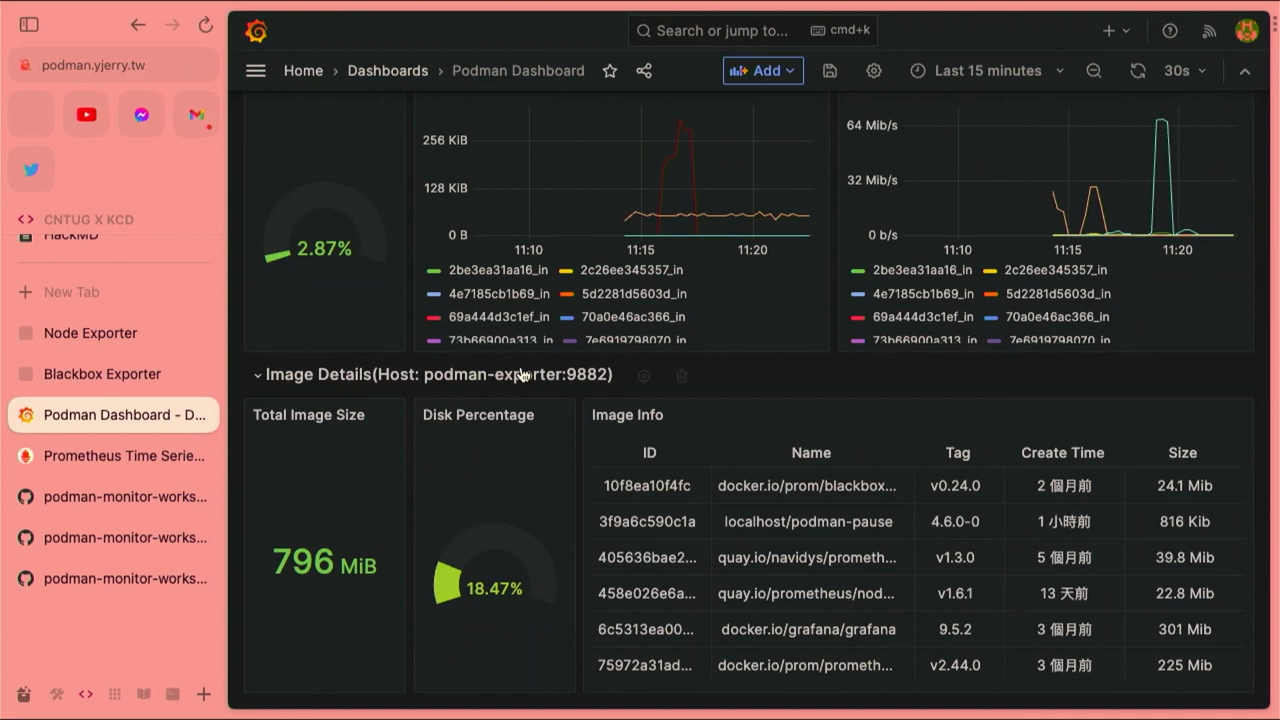 podman.yjerry.tw
CNTUG X KCD
HackMD
New Tab
Node Exporter
Blackbox Exporter
Podman Dashboard - D...
Prometheus Time Serie...
podman-monitor-works...
podman-monitor-works...
podman-monitor-works...
Search or jump to... cmd+k
Home › Dashboards › Podman Dashboard
Add
Last 15 minutes
30s
2.87%
256 KiB
128 KiB
0 B
11:10 11:15 11:20
2be3ea31aa16_in 2c26ee345357_in
4e7185cb1b69_in 5d2281d5603d_in
69a444d3c1ef_in 70a0e46ac366_in
73b66900a313_in 7e6919798070_in
64 Mib/s
32 Mib/s
0 b/s
11:10 11:15 11:20
2be3ea31aa16_in 2c26ee345357_in
4e7185cb1b69_in 5d2281d5603d_in
69a444d3c1ef_in 70a0e46ac366_in
73b66900a313_in 7e6919798070_in
Image Details(Host: podman-exporter:9882)
Total Image Size
796 MiB
Disk Percentage
18.47%
Image Info
ID Name Tag Create Time Size
10f8ea10f4fc docker.io/prom/blackbox... v0.24.0 2 個月前 24.1 Mib
3f9a6c590c1a localhost/podman-pause 4.6.0-0 1 小時前 816 Kib
405636bae2... quay.io/navidys/prometh... v1.3.0 5 個月前 39.8 Mib
458e026e6a... quay.io/prometheus/nod... v1.6.1 13 天前 22.8 Mib
6c5313ea00... docker.io/grafana/grafana 9.5.2 3 個月前 301 Mib
75972a31ad... docker.io/prom/prometh... v2.44.0 3 個月前 225 Mib